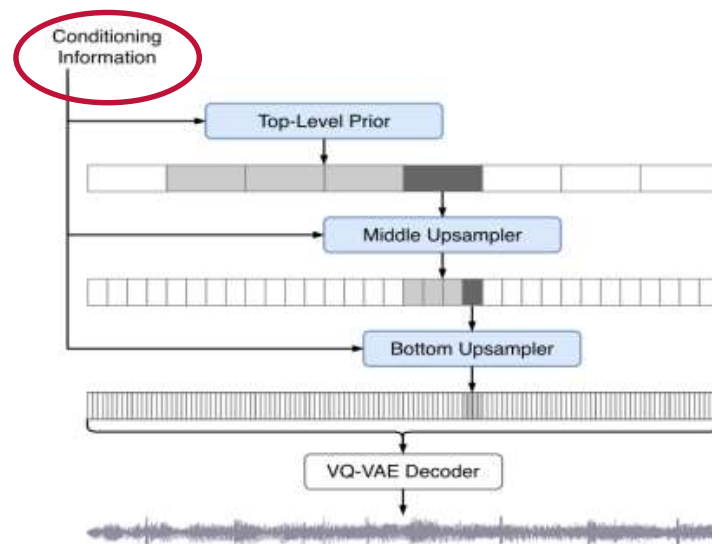 Conditioning
Information
Top-Level Prior
Middle Upsampler
Bottom Upsampler
VQ-VAE Decoder